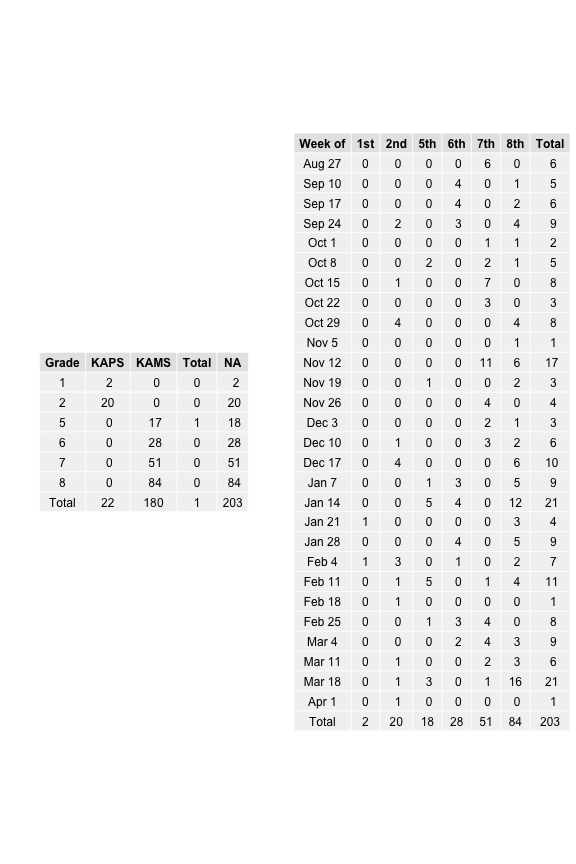 Grade KAPS KAMS Total NA
1 2 0 0 2
2 20 0 0 20
5 0 17 1 18
6 0 28 0 28
7 0 51 0 51
8 0 84 0 84
Total 22 180 1 203
Week of 1st 2nd 5th 6th 7th 8th Total
Aug 27 0 0 0 0 6 0 6
Sep 10 0 0 0 4 0 1 5
Sep 17 0 0 0 4 0 2 6
Sep 24 0 2 0 3 0 4 9
Oct 1 0 0 0 0 1 1 2
Oct 8 0 0 2 0 2 1 5
Oct 15 0 1 0 0 7 0 8
Oct 22 0 0 0 0 3 0 3
Oct 29 0 4 0 0 0 4 8
Nov 5 0 0 0 0 0 1 1
Nov 12 0 0 0 0 11 6 17
Nov 19 0 0 1 0 0 2 3
Nov 26 0 0 0 0 4 0 4
Dec 3 0 0 0 0 2 1 3
Dec 10 0 1 0 0 3 2 6
Dec 17 0 4 0 0 0 6 10
Jan 7 0 0 1 3 0 5 9
Jan 14 0 0 5 4 0 12 21
Jan 21 1 0 0 0 0 3 4
Jan 28 0 0 0 4 0 5 9
Feb 4 1 3 0 1 0 2 7
Feb 11 0 1 5 0 1 4 11
Feb 18 0 1 0 0 0 0 1
Feb 25 0 0 1 3 4 0 8
Mar 4 0 0 0 2 4 3 9
Mar 11 0 1 0 0 2 3 6
Mar 18 0 1 3 0 1 16 21
Apr 1 0 1 0 0 0 0 1
Total 2 20 18 28 51 84 203